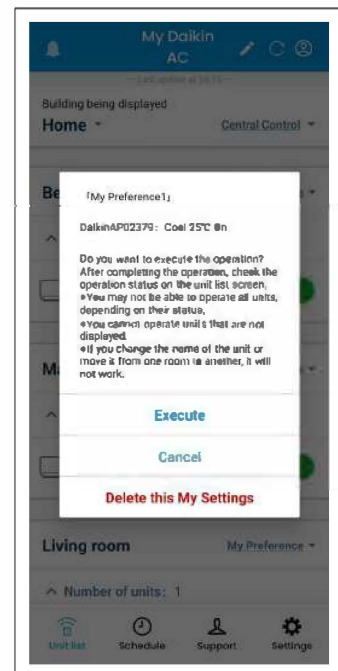 My Daikin
AC
Building being displayed
Home
Central Control
Be
「My Preference1」
DaikinAP02379: Cool 25℃ On
Do you want to execute the operation?
After completing the operation, check the
operation status on the unit list screen.
●You may not be able to operate all units,
depending on their status.
●You cannot operate units that are not
displayed.
●If you change the name of the unit or
move it from one room to another, it will
not work.
Ma
Execute
Cancel
Delete this My Settings
Living room
My Preference
Number of units: 1
Unit list
Schedule
Support
Settings